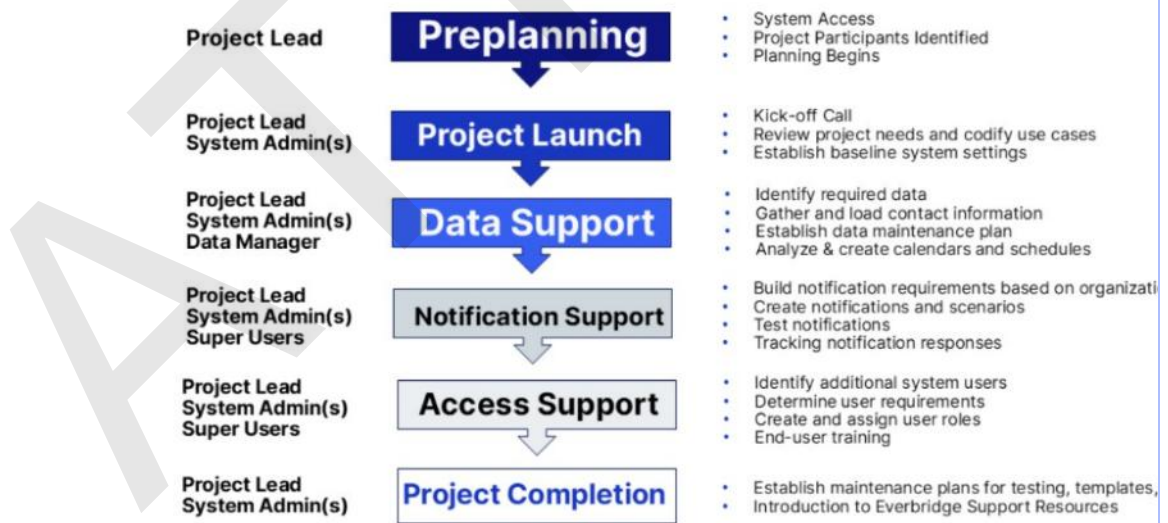 Project Lead
Preplanning
• System Access
• Project Participants Identified
• Planning Begins
Project Lead
System Admin(s)
Project Launch
• Kick-off Call
• Review project needs and codify use cases
• Establish baseline system settings
Project Lead
System Admin(s)
Data Manager
Data Support
• Identify required data
• Gather and load contact information
• Establish data maintenance plan
• Analyze & create calendars and schedules
Project Lead
System Admin(s)
Super Users
Notification Support
• Build notification requirements based on organizati
• Create notifications and scenarios
• Test notifications
• Tracking notification responses
Project Lead
System Admin(s)
Super Users
Access Support
• Identify additional system users
• Determine user requirements
• Create and assign user roles
• End-user training
Project Lead
System Admin(s)
Project Completion
• Establish maintenance plans for testing, templates,
• Introduction to Everbridge Support Resources